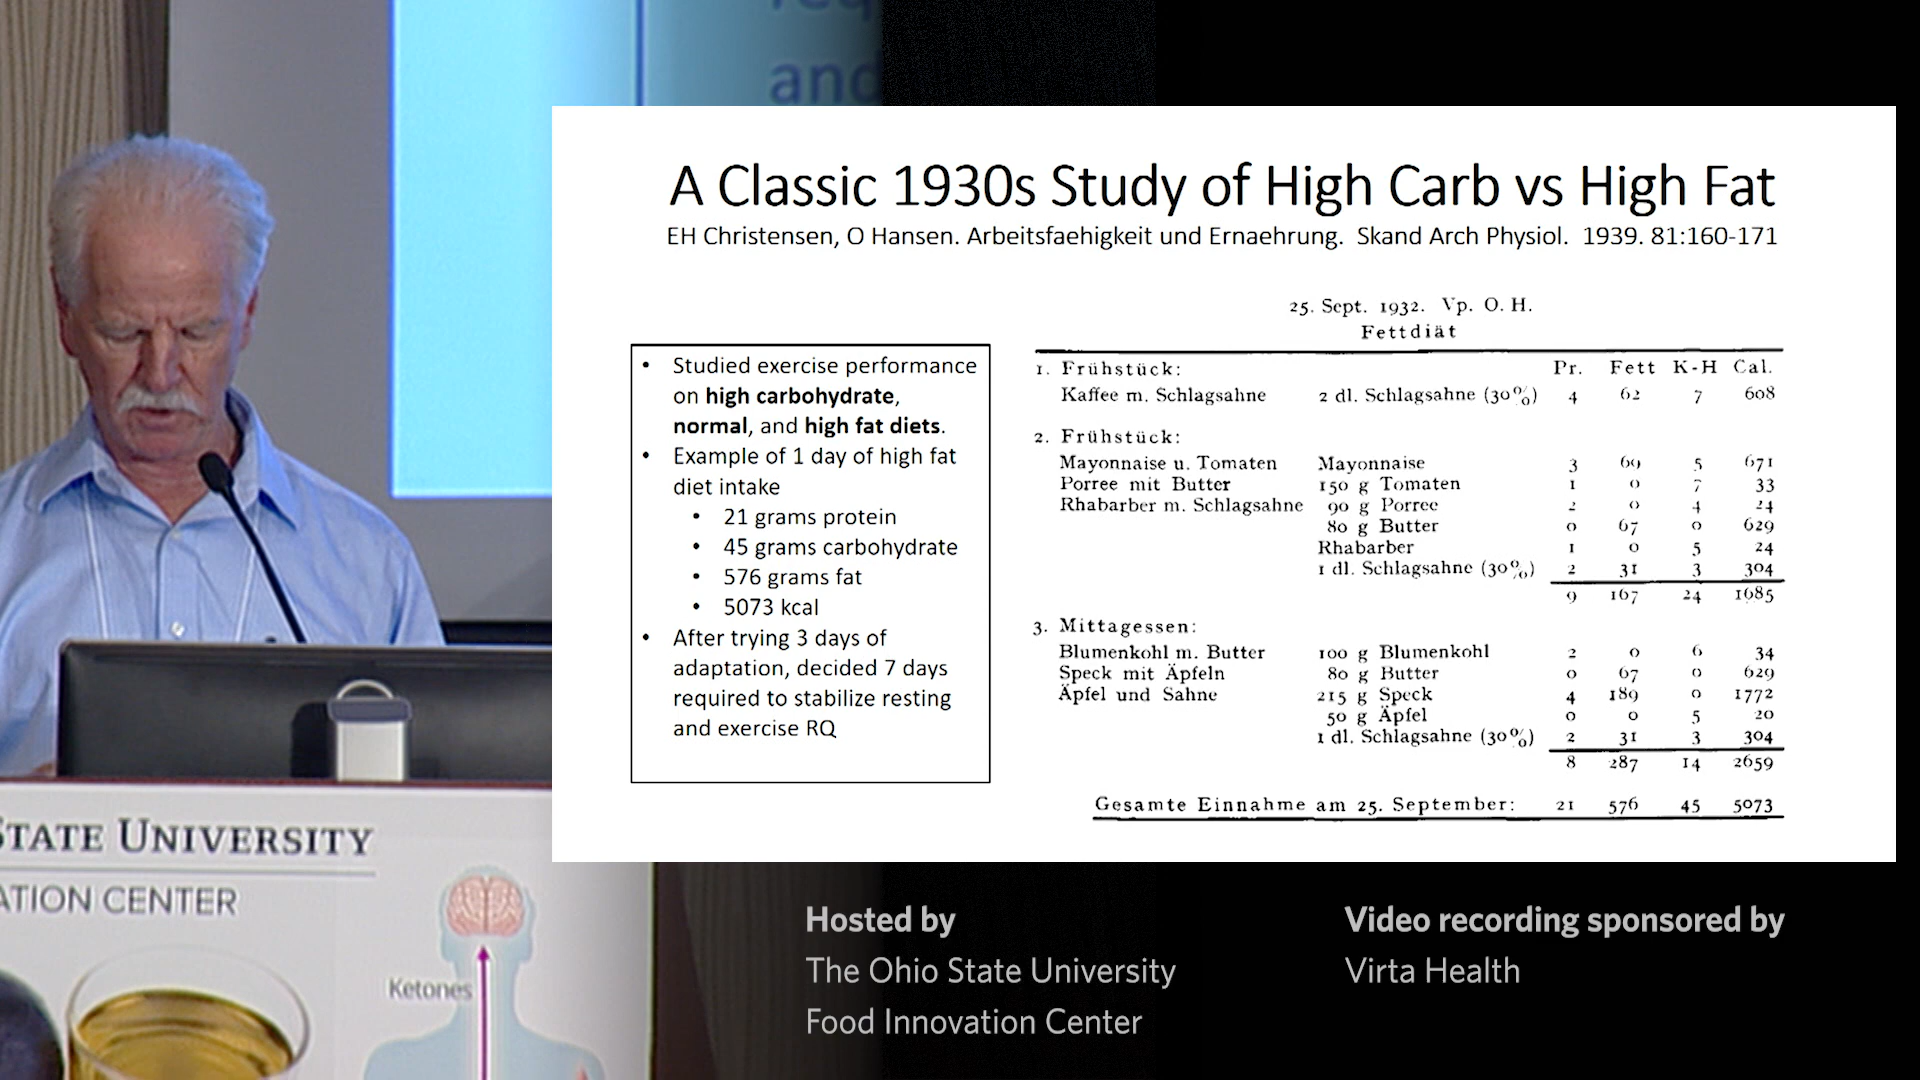 and
A Classic 1930s Study of High Carb vs High Fat
EH Christensen, O Hansen. Arbeitsfaehigkeit und Ernaehrung. Skand Arch Physiol. 1939. 81:160-171
• Studied exercise performance
on high carbohydrate,
normal, and high fat diets.
• Example of 1 day of high fat
diet intake
• 21 grams protein
• 45 grams carbohydrate
• 576 grams fat
• 5073 kcal
• After trying 3 days of
adaptation, decided 7 days
required to stabilize resting
and exercise RQ
25. Sept. 1932. Vp. O. H.
Fettdiät
1. Frühstück: Pr. Fett K-H Cal.
Kaffee m. Schlagsahne 2 dl. Schlagsahne (30%) 4 62 7 608
2. Frühstück:
Mayonnaise u. Tomaten Mayonnaise 3 69 5 671
Porree mit Butter 150 g Tomaten 1 0 7 33
Rhabarber m. Schlagsahne 90 g Porree 2 0 4 24
80 g Butter 0 67 0 629
Rhabarber 1 0 5 24
1 dl. Schlagsahne (30%) 2 31 3 304
9 167 24 1685
3. Mittagessen:
Blumenkohl m. Butter 100 g Blumenkohl 2 0 6 34
Speck mit Äpfeln 80 g Butter 0 67 0 629
Äpfel und Sahne 215 g Speck 4 189 0 1772
50 g Äpfel 0 0 5 20
1 dl. Schlagsahne (30%) 2 31 3 304
8 287 14 2659
Gesamte Einnahme am 25. September: 21 576 45 5073
STATE UNIVERSITY
ATION CENTER
Ketones
Hosted by
The Ohio State University
Food Innovation Center
Video recording sponsored by
Virta Health